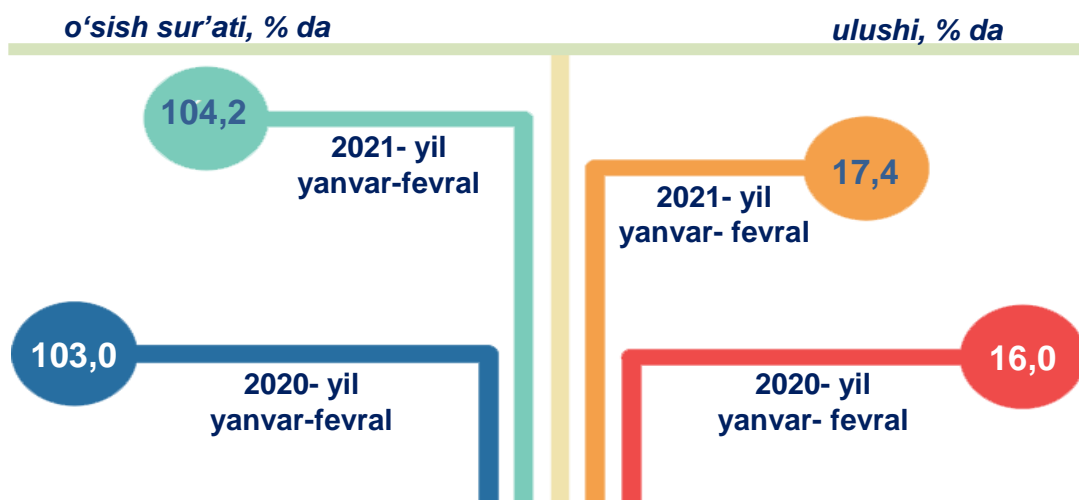 o‘sish sur’ati, % da
ulushi, % da
104,2
2021- yil
yanvar-fevral
17,4
2021- yil
yanvar- fevral
103,0
2020- yil
yanvar-fevral
16,0
2020- yil
yanvar- fevral